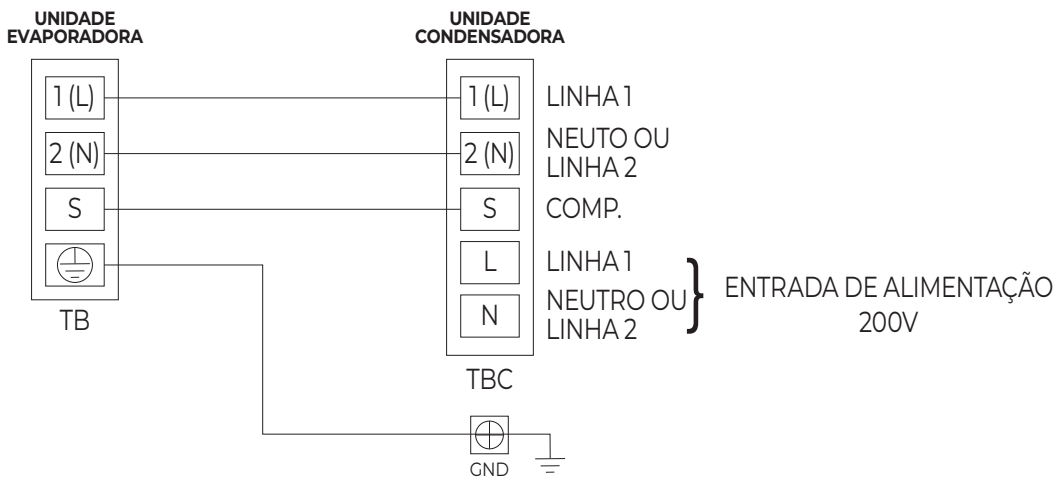 UNIDADE
EVAPORADORA
1 (L)
2 (N)
S
TB
UNIDADE
CONDENSADORA
1 (L)
2 (N)
S
L
N
TBC
GND
LINHA 1
NEUTO OU
LINHA 2
COMP.
LINHA 1
NEUTRO OU
LINHA 2
ENTRADA DE ALIMENTAÇÃO
200V